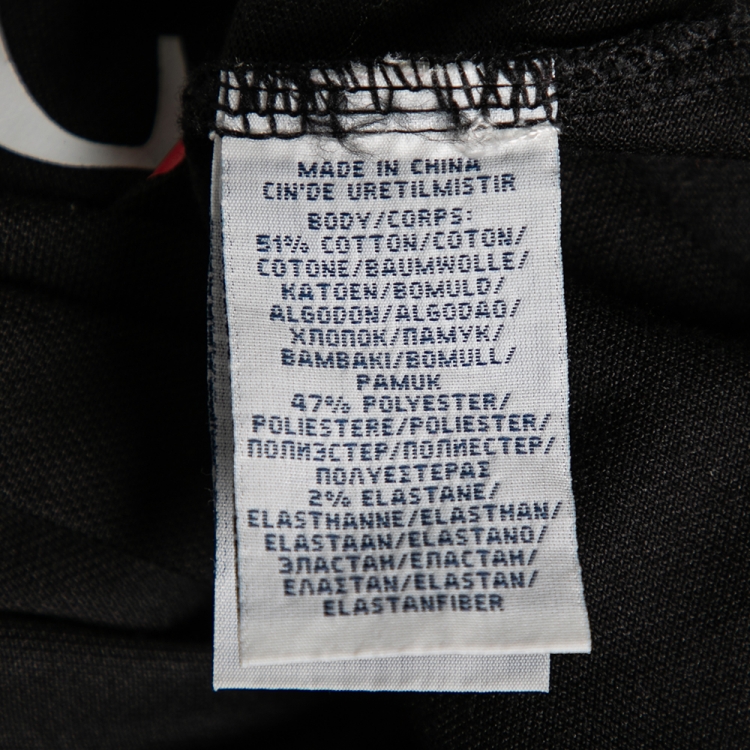 MADE IN CHINA
CIN'DE URETILMISTIR
BODY/CORPS:
51% COTTON/COTON/
COTONE/BAUMWOLLE/
KATOEN/BOMULD/
ALGODON/ALGODAO/
ХЛОПОК/ПАМУК/
BAMBAKI/BOMULL/
PAMUK
47% POLYESTER/
POLIESTERE/POLIESTER/
ПОЛИЭСТЕР/ПОЛИЕСТЕР/
ΠΟΛΥΕΣΤΕΡΑΣ
2% ELASTANE/
ELASTHANNE/ELASTHAN/
ELASTAAN/ELASTANO/
ЭЛАСТАН/ЕЛАСТАН/
ΕΛΑΣΤΑΝ/ELASTAN/
ELASTANFIBER